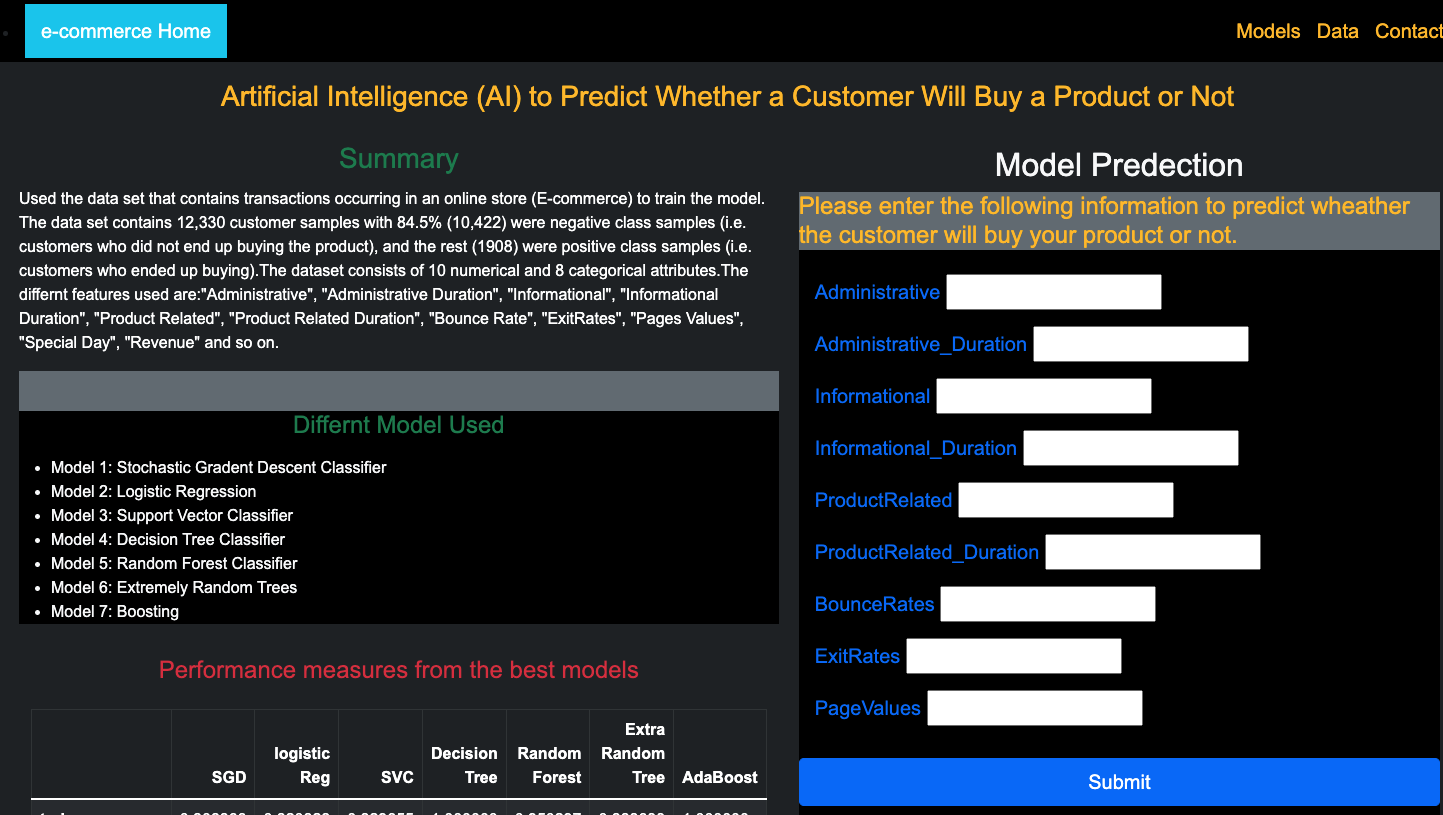 e-commerce Home
Models Data Contact
Artificial Intelligence (AI) to Predict Whether a Customer Will Buy a Product or Not
Summary
Used the data set that contains transactions occurring in an online store (E-commerce) to train the model.
The data set contains 12,330 customer samples with 84.5% (10,422) were negative class samples (i.e.
customers who did not end up buying the product), and the rest (1908) were positive class samples (i.e.
customers who ended up buying).The dataset consists of 10 numerical and 8 categorical attributes.The
differnt features used are:"Administrative", "Administrative Duration", "Informational", "Informational
Duration", "Product Related", "Product Related Duration", "Bounce Rate", "ExitRates", "Pages Values",
"Special Day", "Revenue" and so on.
Differnt Model Used
Model 1: Stochastic Gradent Descent Classifier
Model 2: Logistic Regression
Model 3: Support Vector Classifier
Model 4: Decision Tree Classifier
Model 5: Random Forest Classifier
Model 6: Extremely Random Trees
Model 7: Boosting
Performance measures from the best models
SGD logistic Reg SVC Decision Tree Random Forest Extra Random Tree AdaBoost
Model Predection
Please enter the following information to predict wheather
the customer will buy your product or not.
Administrative
Administrative_Duration
Informational
Informational_Duration
ProductRelated
ProductRelated_Duration
BounceRates
ExitRates
PageValues
Submit